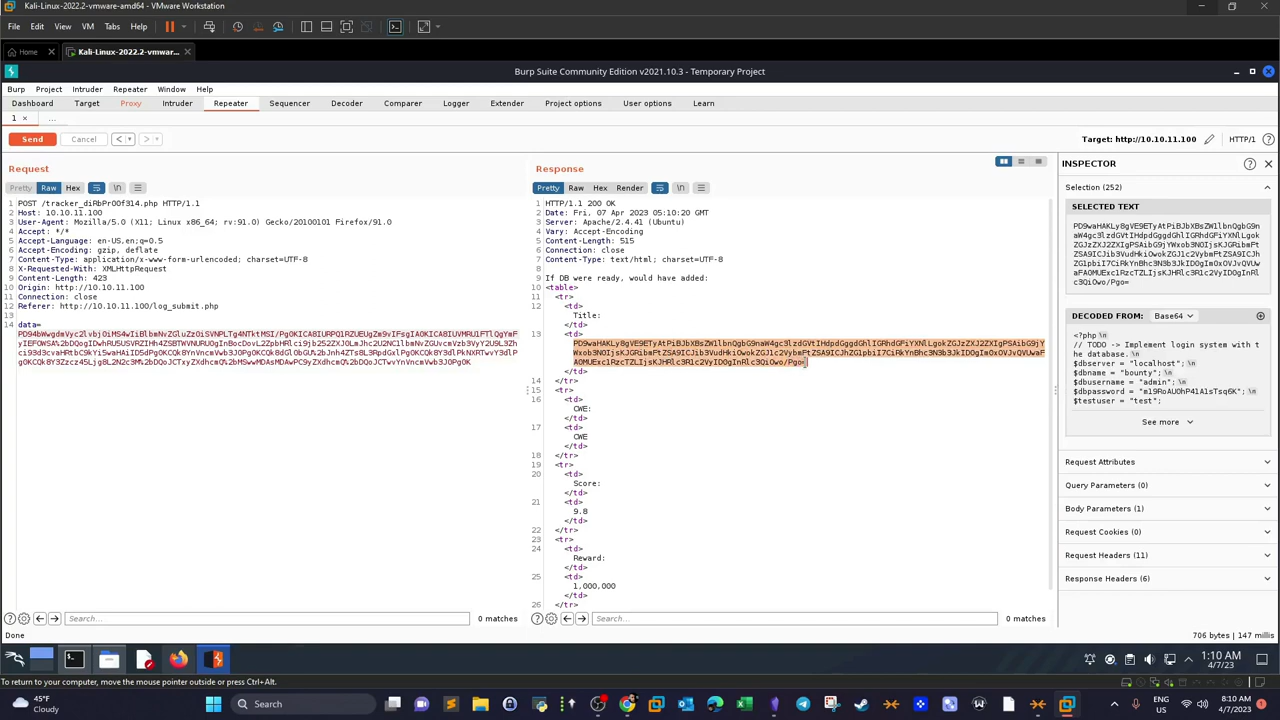 Kali-Linux-2022.2-vmware-amd64 - VMware Workstation
File Edit View VM Tabs Help
Home Kali-Linux-2022.2-vmwar...
Burp Suite Community Edition v2021.10.3 - Temporary Project
Burp Project Intruder Repeater Window Help
Dashboard Target Proxy Intruder Repeater Sequencer Decoder Comparer Logger Extender Project options User options Learn
1 × ...
Send Cancel Target: http://10.10.11.100 HTTP/1
Request
Pretty Raw Hex \n
1 POST /tracker_diRbPr00f314.php HTTP/1.1
2 Host: 10.10.11.100
3 User-Agent: Mozilla/5.0 (X11; Linux x86_64; rv:91.0) Gecko/20100101 Firefox/91.0
4 Accept: */*
5 Accept-Language: en-US,en;q=0.5
6 Accept-Encoding: gzip, deflate
7 Content-Type: application/x-www-form-urlencoded; charset=UTF-8
8 X-Requested-With: XMLHttpRequest
9 Content-Length: 423
10 Origin: http://10.10.11.100
11 Connection: close
12 Referer: http://10.10.11.100/log_submit.php
13
14 data=
Response
Pretty Raw Hex Render \n
1 HTTP/1.1 200 OK
2 Date: Fri, 07 Apr 2023 05:10:20 GMT
3 Server: Apache/2.4.41 (Ubuntu)
4 Vary: Accept-Encoding
5 Content-Length: 515
6 Connection: close
7 Content-Type: text/html; charset=UTF-8
8
9 If DB were ready, would have added:
10 <table>
11 <tr>
12 <td>
Title:
</td>
13 <td>
</td>
14 </tr>
15 <tr>
16 <td>
CWE:
</td>
17 <td>
CWE
</td>
18 </tr>
19 <tr>
20 <td>
Score:
</td>
21 <td>
9.8
</td>
22 </tr>
23 <tr>
24 <td>
Reward:
</td>
25 <td>
1,000,000
</td>
26 </tr>
INSPECTOR
Selection (252)
SELECTED TEXT
DECODED FROM: Base64
<?php \n
// TODO -> Implement login system with t
he database. \n
$dbserver = "localhost"; \n
$dbname = "bounty"; \n
$dbusername = "admin"; \n
$dbpassword = "m19RoAU0hP41A1sTsq6K"; \n
$testuser = "test";
See more
Request Attributes
Query Parameters (0)
Body Parameters (1)
Request Cookies (0)
Request Headers (11)
Response Headers (6)
Search... 0 matches
Search... 0 matches
Done 706 bytes | 147 millis
1:10 AM
4/7/23
To return to your computer, move the mouse pointer outside or press Ctrl+Alt.
45°F
Cloudy
Search
ENG
US
8:10 AM
4/7/2023